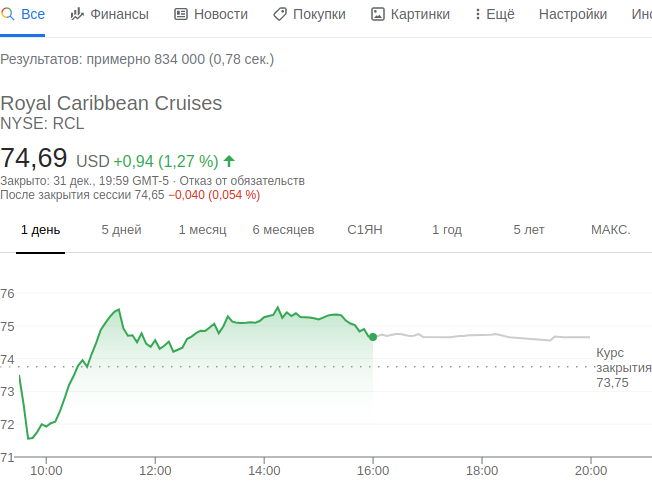 Все Финансы Новости Покупки Картинки Ещё Настройки
Результатов: примерно 834 000 (0,78 сек.)
Royal Caribbean Cruises
NYSE: RCL
74,69 USD +0,94 (1,27 %)
Закрыто: 31 дек., 19:59 GMT-5 · Отказ от обязательств
После закрытия сессии 74,65 −0,040 (0,054 %)
1 день 5 дней 1 месяц 6 месяцев С1ЯН 1 год 5 лет МАКС.
76
75
74
Курс
закрытия
73,75
73
72
71
10:00 12:00 14:00 16:00 18:00 20:00